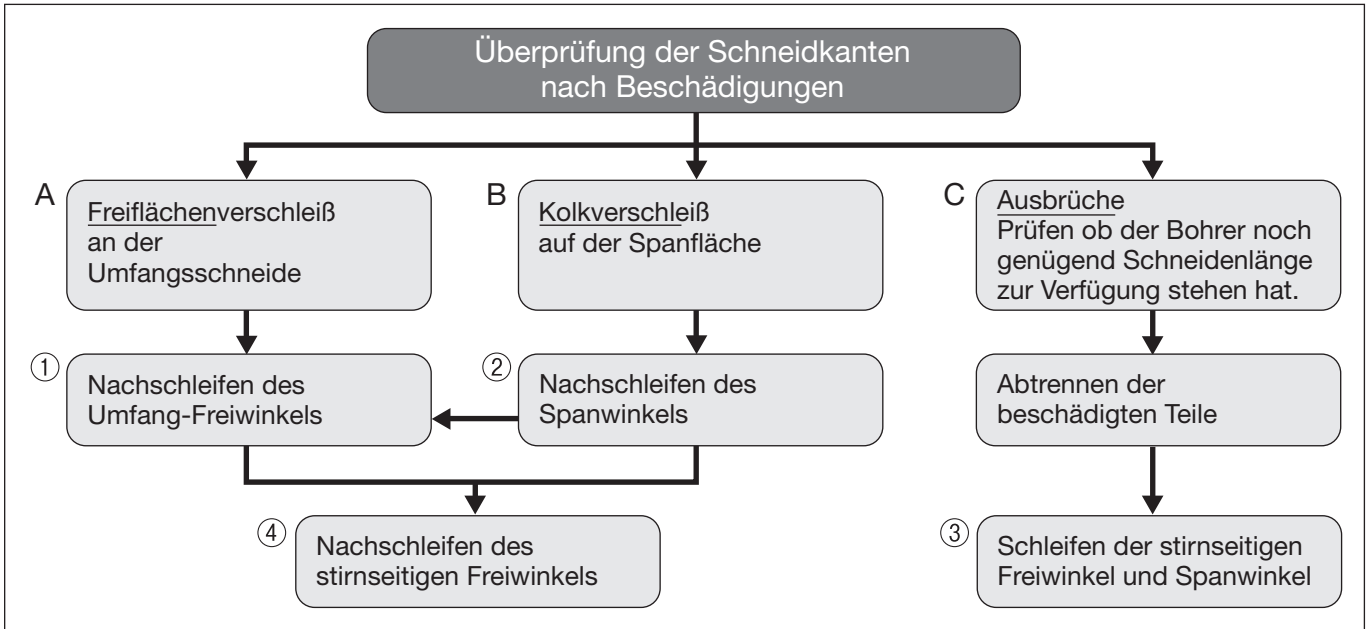 Überprüfung der Schneidkanten
nach Beschädigungen
A
Freiflächenverschleiß
an der
Umfangsschneide
B
Kolkverschleiß
auf der Spanfläche
C
Ausbrüche
Prüfen ob der Bohrer noch
genügend Schneidenlänge
zur Verfügung stehen hat.
①
Nachschleifen des
Umfang-Freiwinkels
②
Nachschleifen des
Spanwinkels
Abtrennen der
beschädigten Teile
④
Nachschleifen des
stirnseitigen Freiwinkels
③
Schleifen der stirnseitigen
Freiwinkel und Spanwinkel